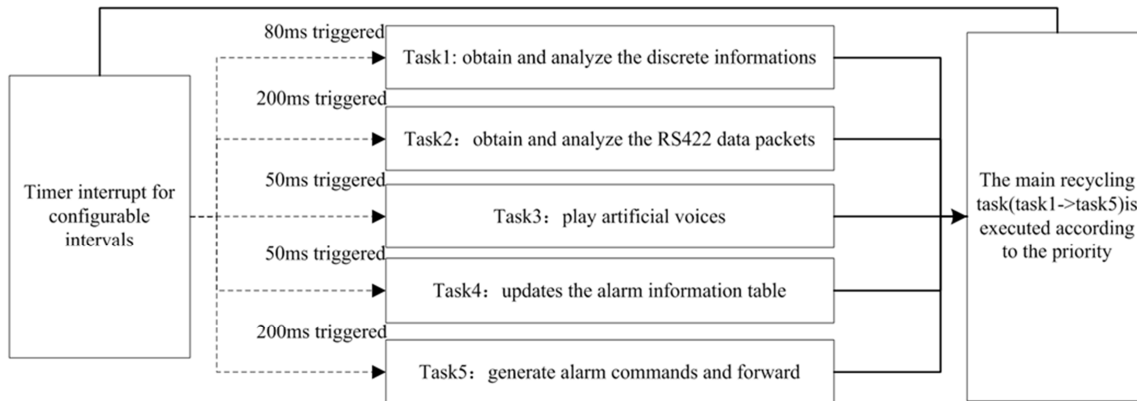 80ms triggered
Task1: obtain and analyze the discrete informations
200ms triggered
Task2：obtain and analyze the RS422 data packets
50ms triggered
Task3：play artificial voices
50ms triggered
Task4：updates the alarm information table
200ms triggered
Task5：generate alarm commands and forward
Timer interrupt for
configurable
intervals
The main recycling
task(task1->task5)is
executed according
to the priority